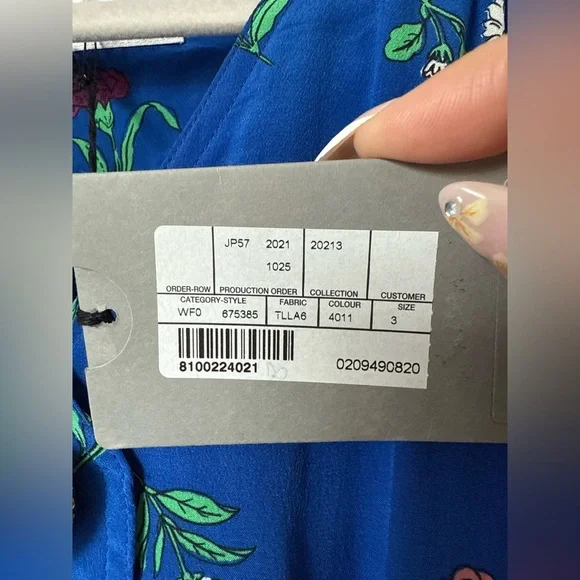 JP57 2021 20213
1025
ORDER-ROW PRODUCTION ORDER COLLECTION CUSTOMER
CATEGORY-STYLE FABRIC COLOUR SIZE
WF0 675385 TLLA6 4011 3
8100224021 0209490820